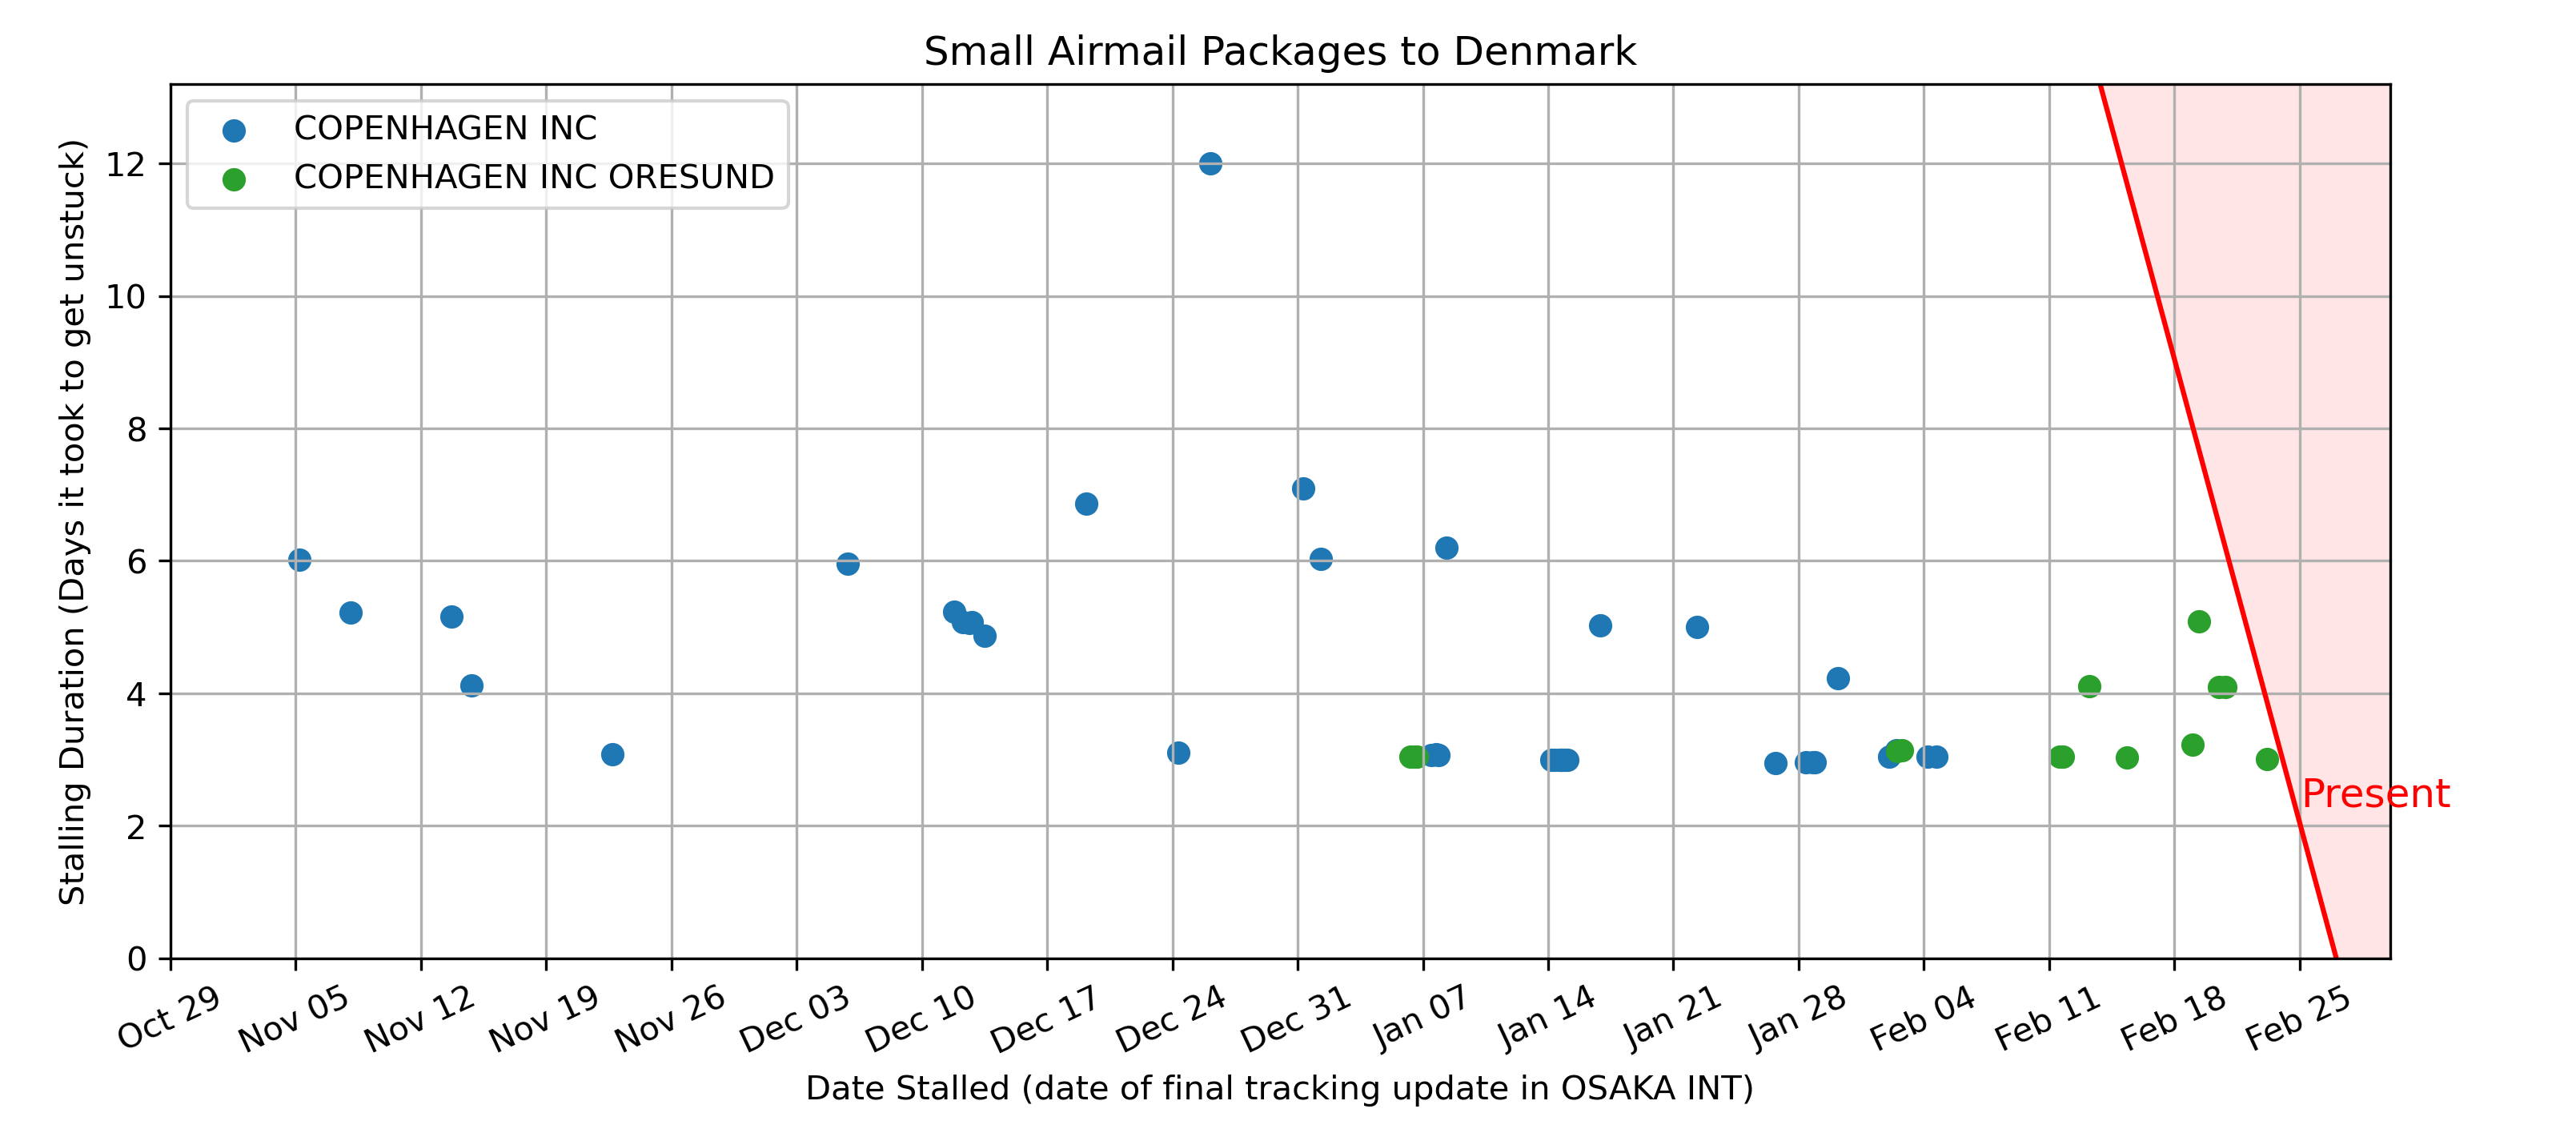 Small Airmail Packages to Denmark
COPENHAGEN INC
COPENHAGEN INC ORESUND
Stalling Duration (Days it took to get unstuck)
12
10
8
6
4
2
0
Present
Oct 29
Nov 05
Nov 12
Nov 19
Nov 26
Dec 03
Dec 10
Dec 17
Dec 24
Dec 31
Jan 07
Jan 14
Jan 21
Jan 28
Feb 04
Feb 11
Feb 18
Feb 25
Date Stalled (date of final tracking update in OSAKA INT)